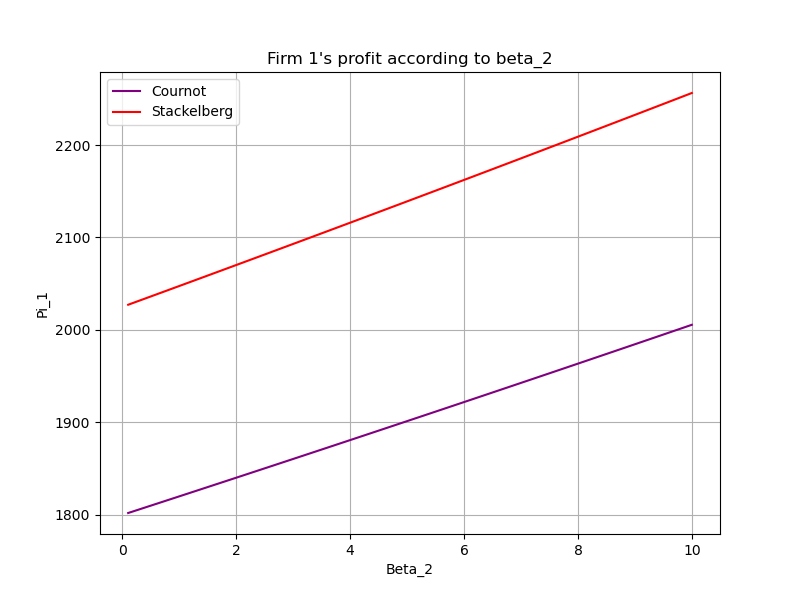 Firm 1's profit according to beta_2
Cournot
Stackelberg
2200
2100
2000
1900
1800
Pi_1
0 2 4 6 8 10
Beta_2